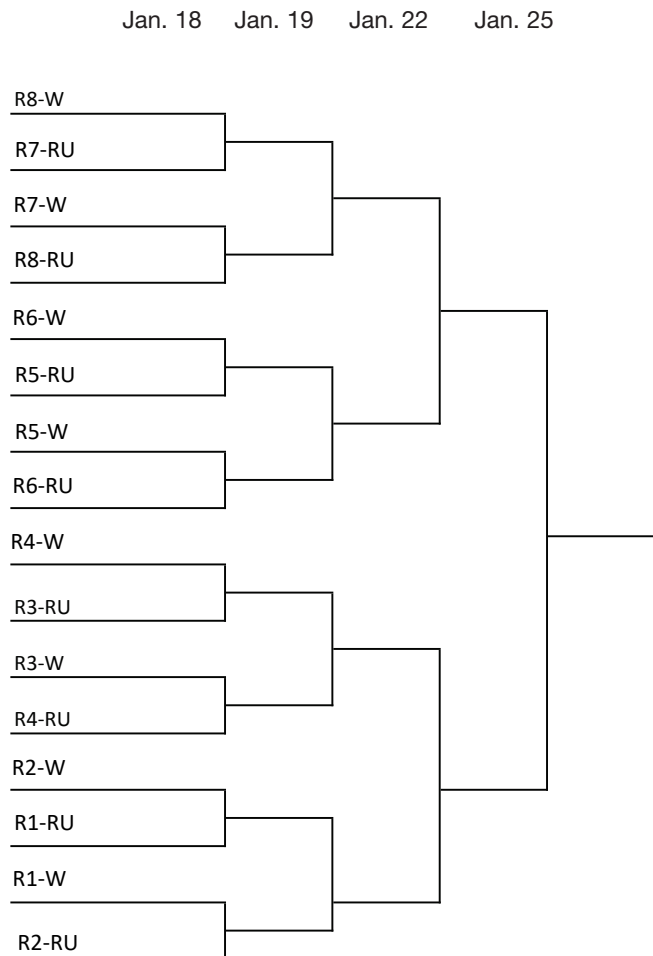 Jan. 18 Jan. 19 Jan. 22 Jan. 25
R8-W
R7-RU
R7-W
R8-RU
R6-W
R5-RU
R5-W
R6-RU
R4-W
R3-RU
R3-W
R4-RU
R2-W
R1-RU
R1-W
R2-RU